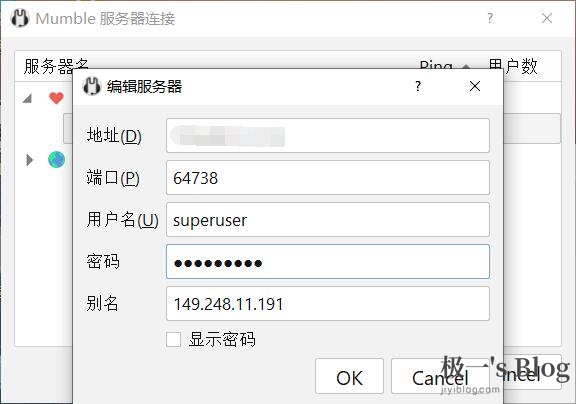 Mumble 服务器连接 ? ×
服务器名 Ping 用户数
编辑服务器 ? ×
地址(D)
端口(P) 64738
用户名(U) superuser
密码 ●●●●●●●●●
别名 149.248.11.191
显示密码
OK Cancel ncel
极一's Blog
jiyiblog.com